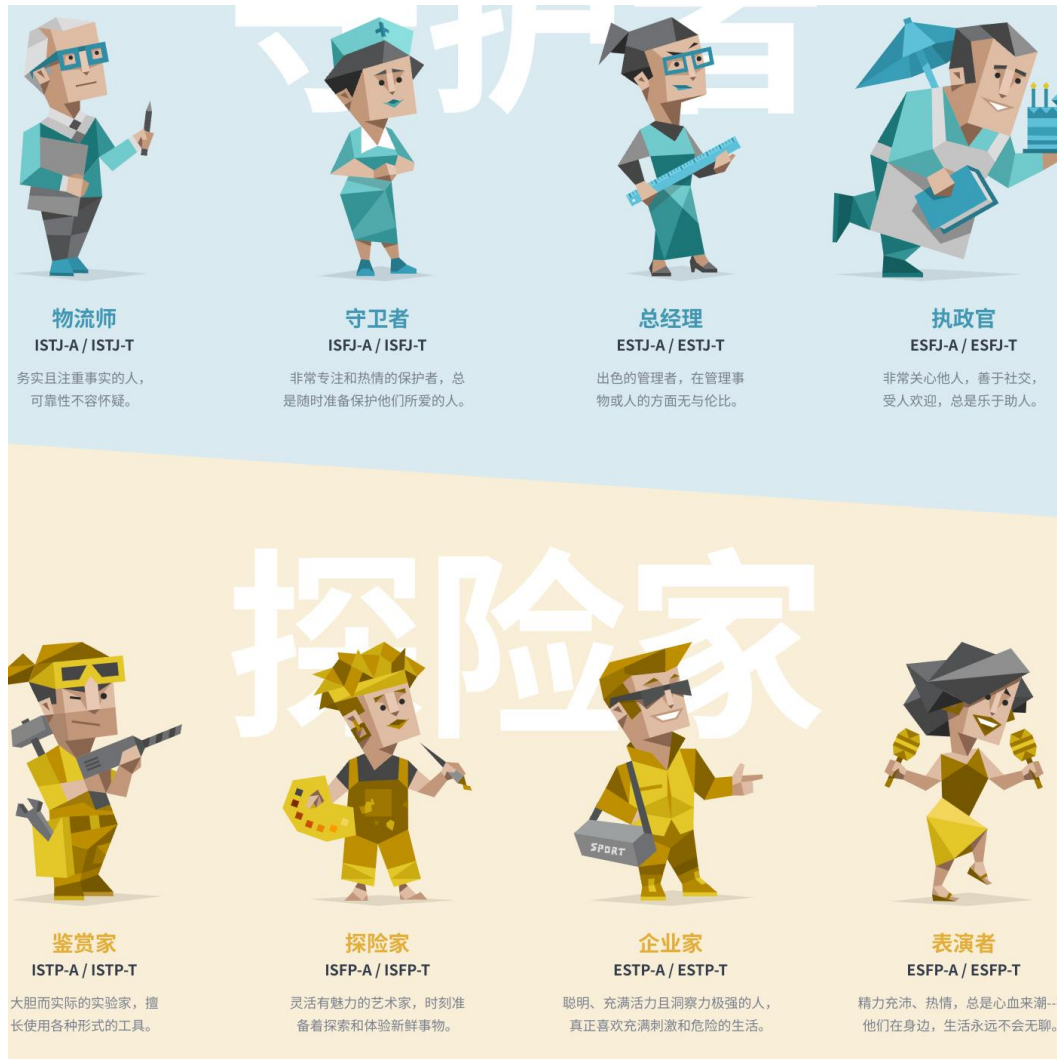 守护者
物流师
ISTJ-A / ISTJ-T
务实且注重事实的人，
可靠性不容怀疑。
守卫者
ISFJ-A / ISFJ-T
非常专注和热情的保护者，总
是随时准备保护他们所爱的人。
总经理
ESTJ-A / ESTJ-T
出色的管理者，在管理事
物或人的方面无与伦比。
执政官
ESFJ-A / ESFJ-T
非常关心他人，善于社交，
受人欢迎，总是乐于助人。
探险家
鉴赏家
ISTP-A / ISTP-T
大胆而实际的实验家，擅
长使用各种形式的工具。
探险家
ISFP-A / ISFP-T
灵活有魅力的艺术家，时刻准
备着探索和体验新鲜事物。
SPORT
企业家
ESTP-A / ESTP-T
聪明、充满活力且洞察力极强的人，
真正喜欢充满刺激和危险的生活。
表演者
ESFP-A / ESFP-T
精力充沛、热情，总是心血来潮--
他们在身边，生活永远不会无聊。